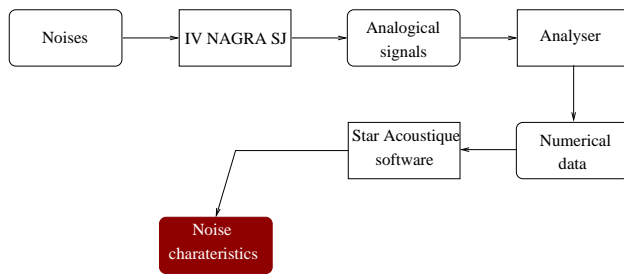 Noises
IV NAGRA SJ
Analogical
signals
Analyser
Star Acoustique
software
Numerical
data
Noise
charateristics